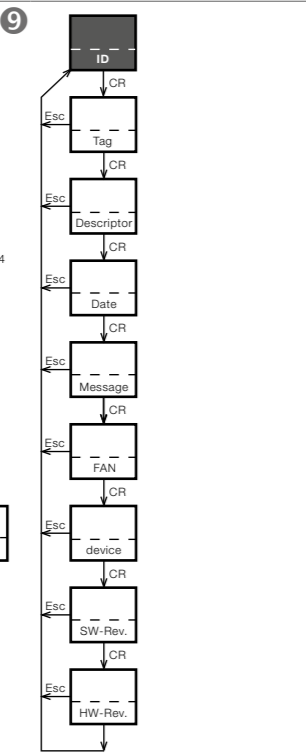 9
ID
CR
Esc
Tag
CR
Esc
Descriptor
CR
4
Esc
Date
CR
Esc
Message
CR
Esc
FAN
CR
Esc
device
CR
Esc
SW-Rev.
CR
Esc
HW-Rev.